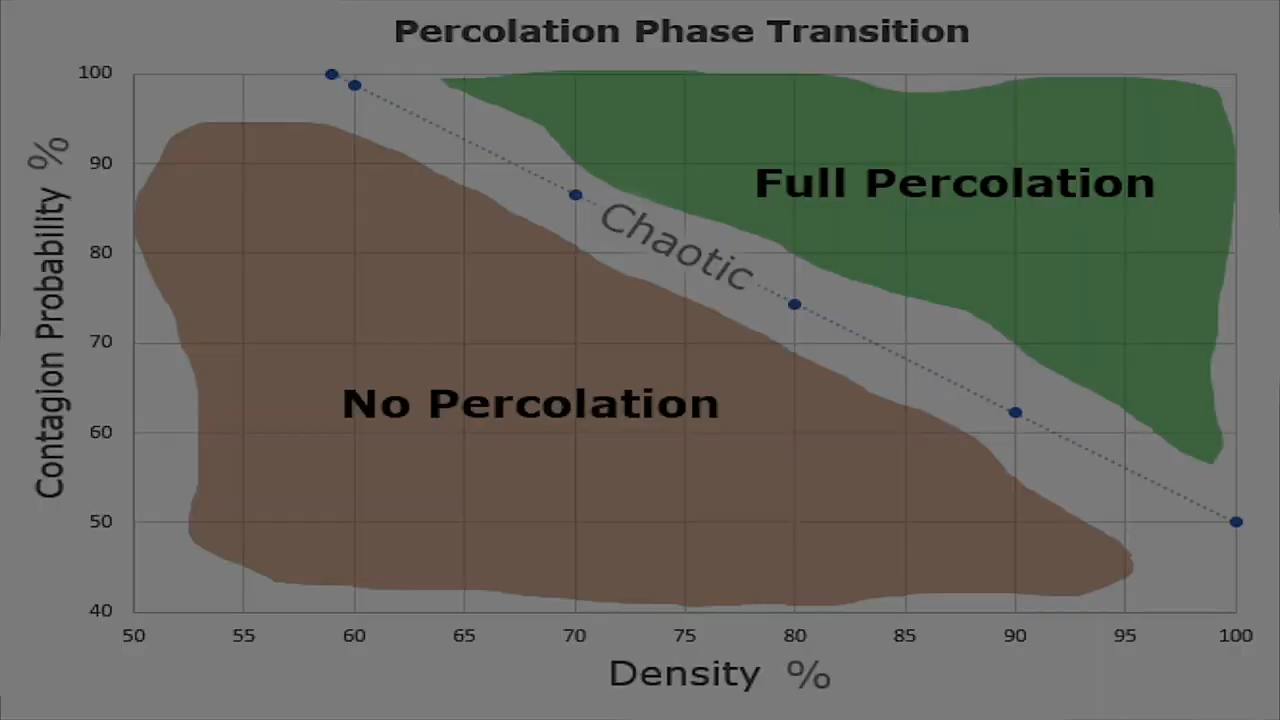 Percolation Phase Transition
100
90
80
70
60
50
40
Contagion Probability %
Full Percolation
Chaotic
No Percolation
50 55 60 65 70 75 80 85 90 95 100
Density %